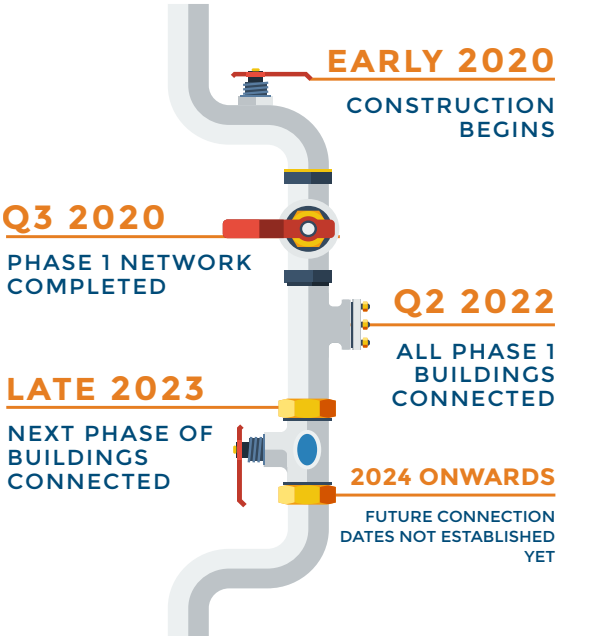 EARLY 2020
CONSTRUCTION
BEGINS
Q3 2020
PHASE 1 NETWORK
COMPLETED
Q2 2022
ALL PHASE 1
BUILDINGS
CONNECTED
LATE 2023
NEXT PHASE OF
BUILDINGS
CONNECTED
2024 ONWARDS
FUTURE CONNECTION
DATES NOT ESTABLISHED
YET